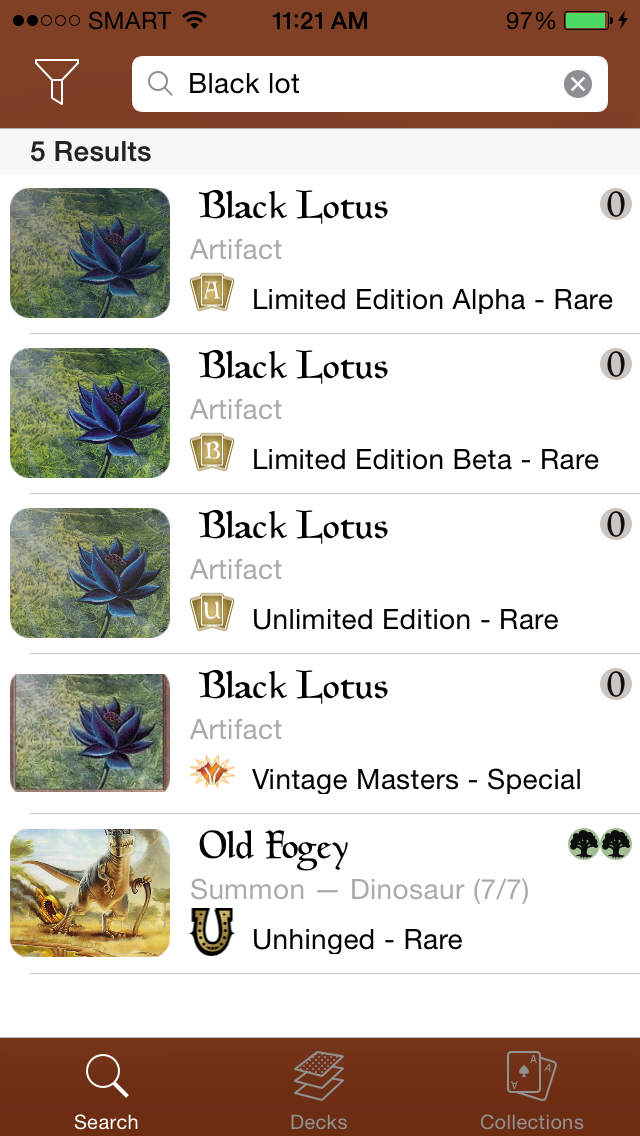 SMART 11:21 AM 97%
Black lot
5 Results
Black Lotus 0
Artifact
A Limited Edition Alpha - Rare
Black Lotus 0
Artifact
B Limited Edition Beta - Rare
Black Lotus 0
Artifact
U Unlimited Edition - Rare
Black Lotus 0
Artifact
Vintage Masters - Special
Old Fogey
Summon — Dinosaur (7/7)
Unhinged - Rare
A A A
Search Decks Collections